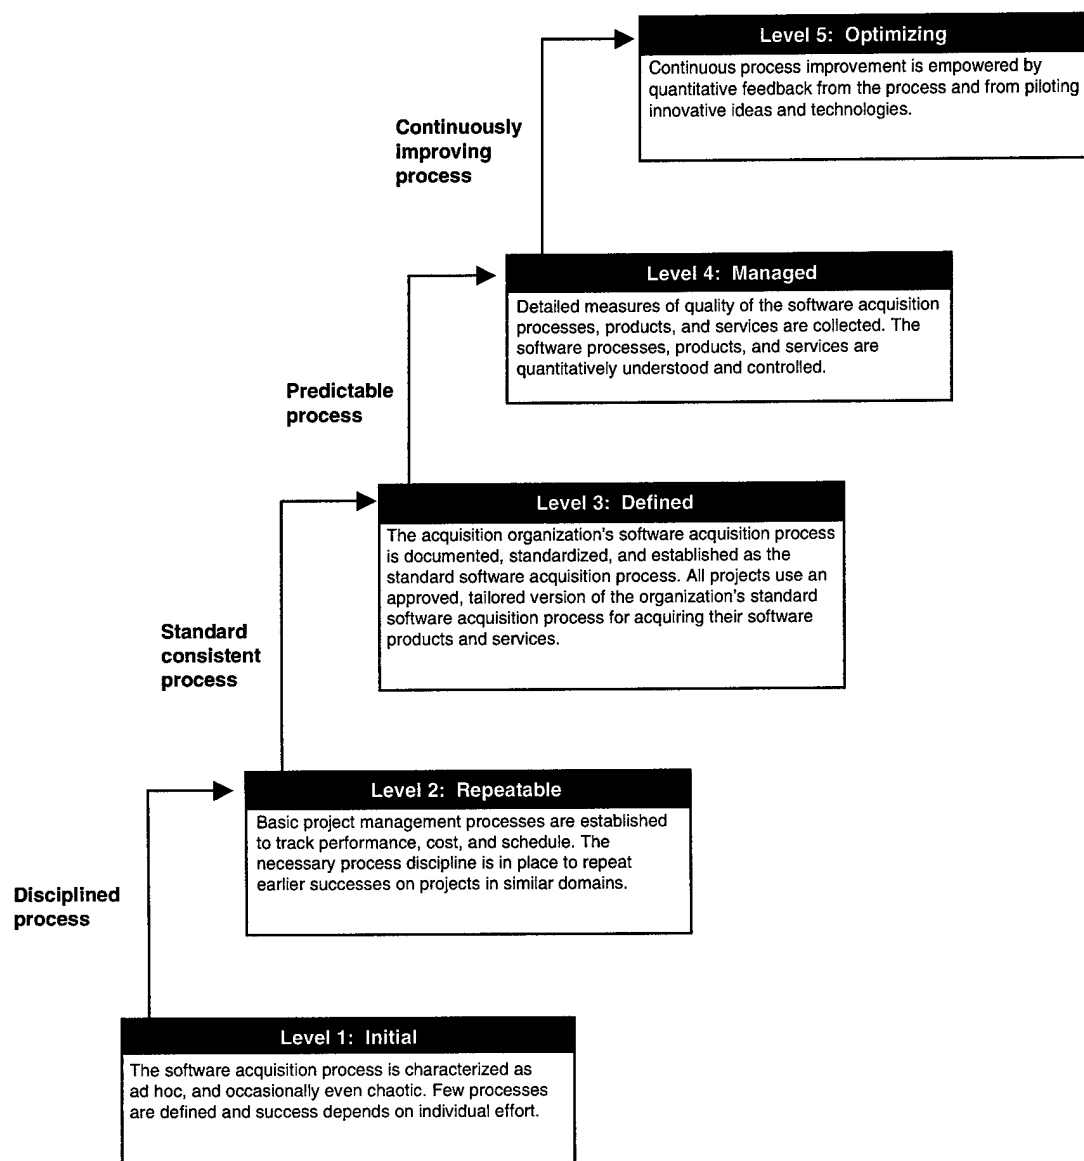 Level 5: Optimizing
Continuous process improvement is empowered by
quantitative feedback from the process and from piloting
innovative ideas and technologies.
Continuously
improving
process
Level 4: Managed
Detailed measures of quality of the software acquisition
processes, products, and services are collected. The
software processes, products, and services are
quantitatively understood and controlled.
Predictable
process
Level 3: Defined
The acquisition organization's software acquisition process
is documented, standardized, and established as the
standard software acquisition process. All projects use an
approved, tailored version of the organization's standard
software acquisition process for acquiring their software
products and services.
Standard
consistent
process
Level 2: Repeatable
Basic project management processes are established
to track performance, cost, and schedule. The
necessary process discipline is in place to repeat
earlier successes on projects in similar domains.
Disciplined
process
Level 1: Initial
The software acquisition process is characterized as
ad hoc, and occasionally even chaotic. Few processes
are defined and success depends on individual effort.